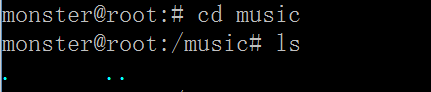 monster@root:# cd music
monster@root:/music# ls
. ..